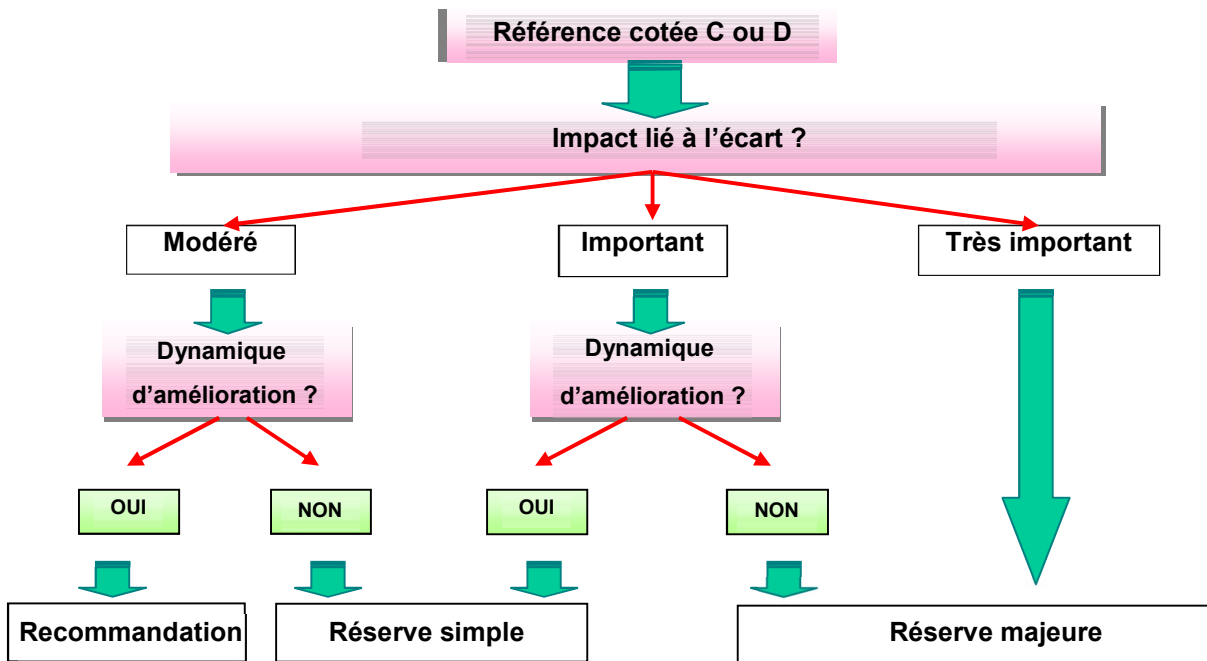 Référence cotée C ou D
Impact lié à l'écart ?
Modéré
Important
Très important
Dynamique
d'amélioration ?
Dynamique
d'amélioration ?
OUI
NON
OUI
NON
Recommandation
Réserve simple
Réserve majeure